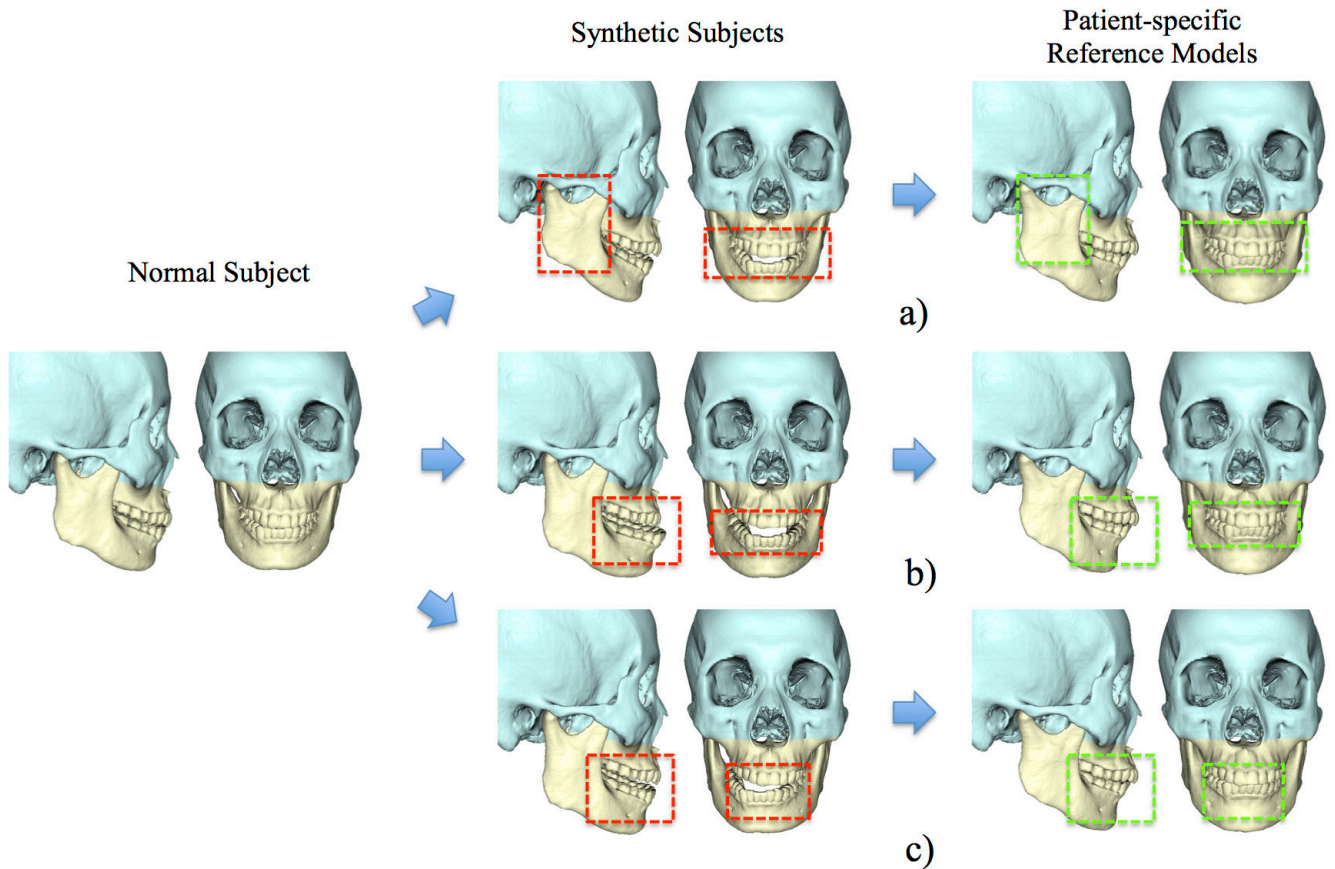 Synthetic Subjects
Patient-specific
Reference Models
Normal Subject
a)
b)
c)